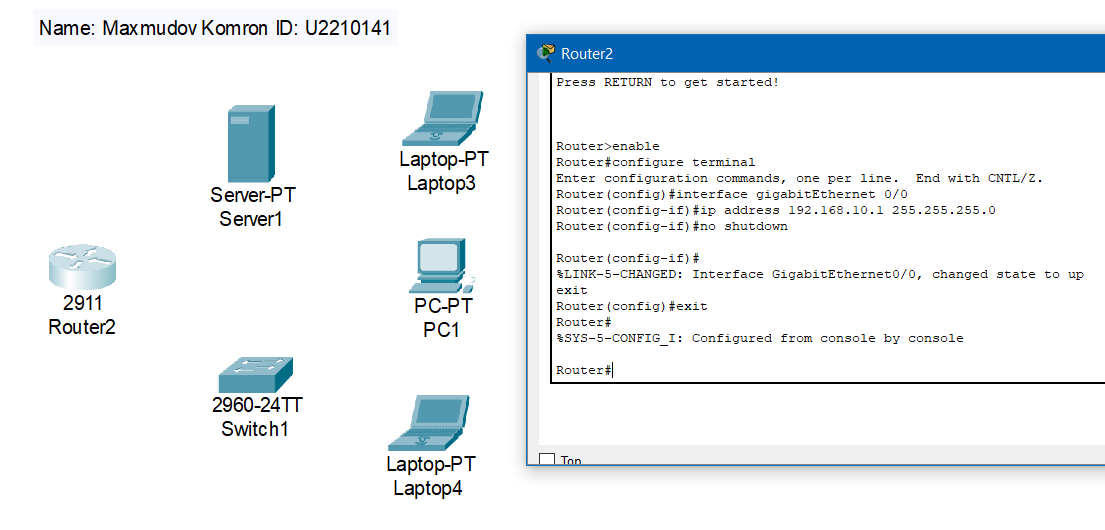 Name: Maxmudov Komron ID: U2210141
Server-PT
Server1
Laptop-PT
Laptop3
2911
Router2
PC-PT
PC1
2960-24TT
Switch1
Laptop-PT
Laptop4
Router2
Press RETURN to get started!
Router>enable
Router#configure terminal
Enter configuration commands, one per line.  End with CNTL/Z.
Router(config)#interface gigabitEthernet 0/0
Router(config-if)#ip address 192.168.10.1 255.255.255.0
Router(config-if)#no shutdown
Router(config-if)#
%LINK-5-CHANGED: Interface GigabitEthernet0/0, changed state to up
exit
Router(config)#exit
Router#
%SYS-5-CONFIG_I: Configured from console by console
Router#
Top